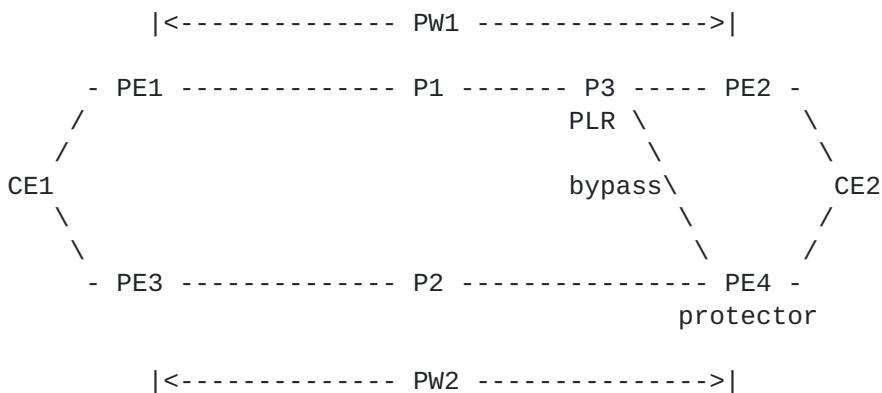 |<------------- PW1 --------------->|
- PE1 -------------- P1 ------- P3 ----- PE2 -
/ PLR \ \
/ \ \
CE1 bypass\ CE2
\ \ /
\ \ /
- PE3 -------------- P2 --------------- PE4 -
protector
|<------------- PW2 --------------->|